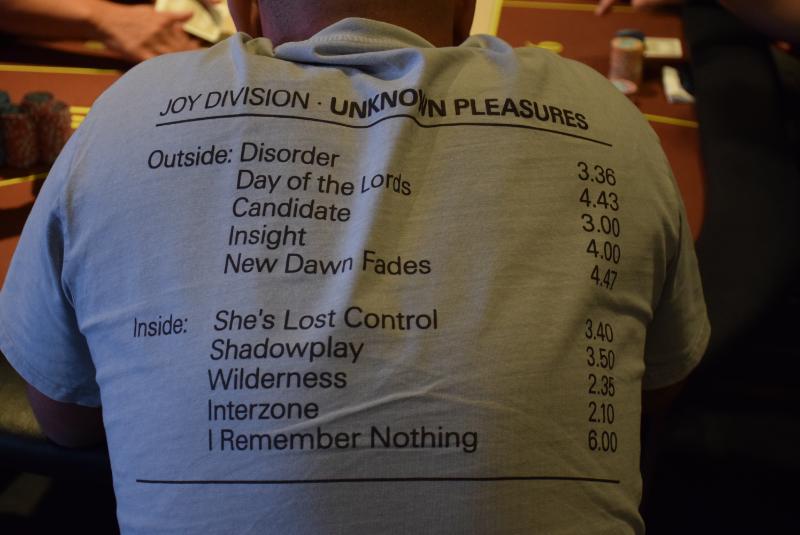 JOY DIVISION · UNKNOWN PLEASURES
Outside: Disorder 3.36
Day of the Lords 4.43
Candidate 3.00
Insight 4.00
New Dawn Fades 4.47
Inside: She's Lost Control 3.40
Shadowplay 3.50
Wilderness 2.35
Interzone 2.10
I Remember Nothing 6.00